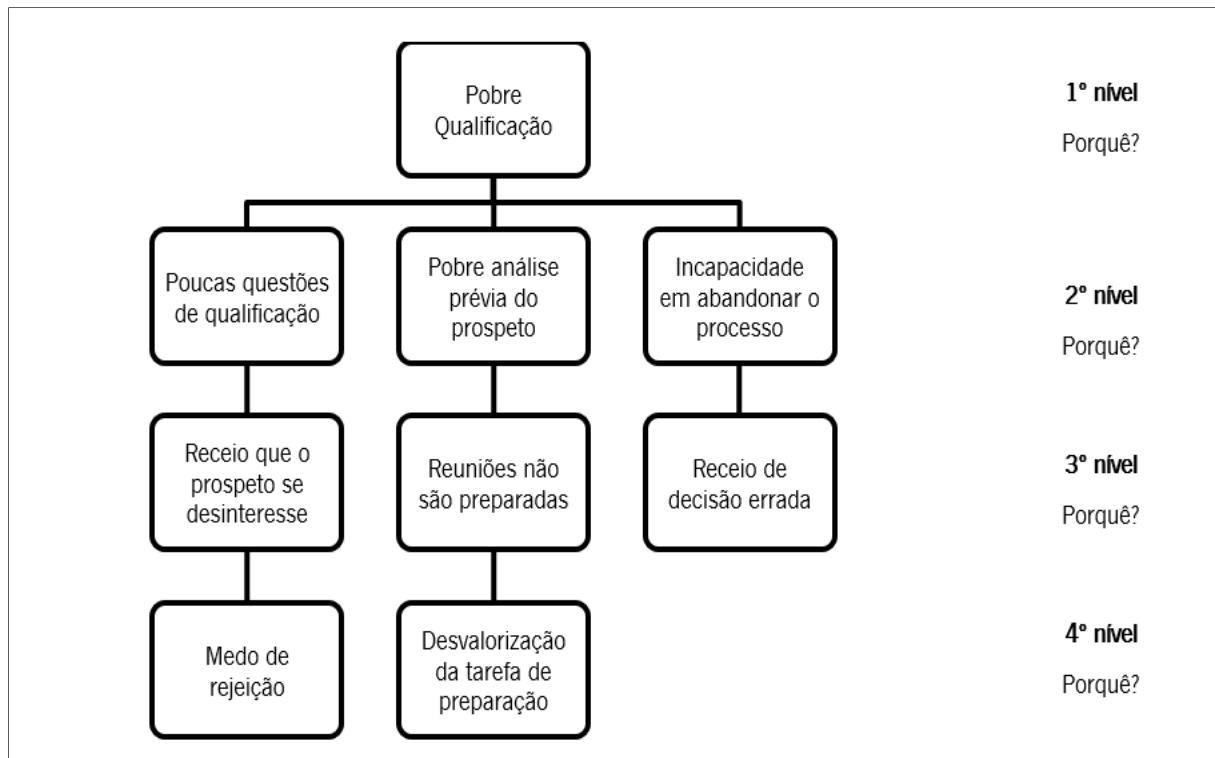 Pobre
Qualificação
1º nível
Porquê?
Poucas questões
de qualificação
Pobre análise
prévia do
prospeto
Incapacidade
em abandonar o
processo
2º nível
Porquê?
Receio que o
prospeto se
desinteresse
Reuniões não
são preparadas
Receio de
decisão errada
3º nível
Porquê?
Medo de
rejeição
Desvalorização
da tarefa de
preparação
4º nível
Porquê?